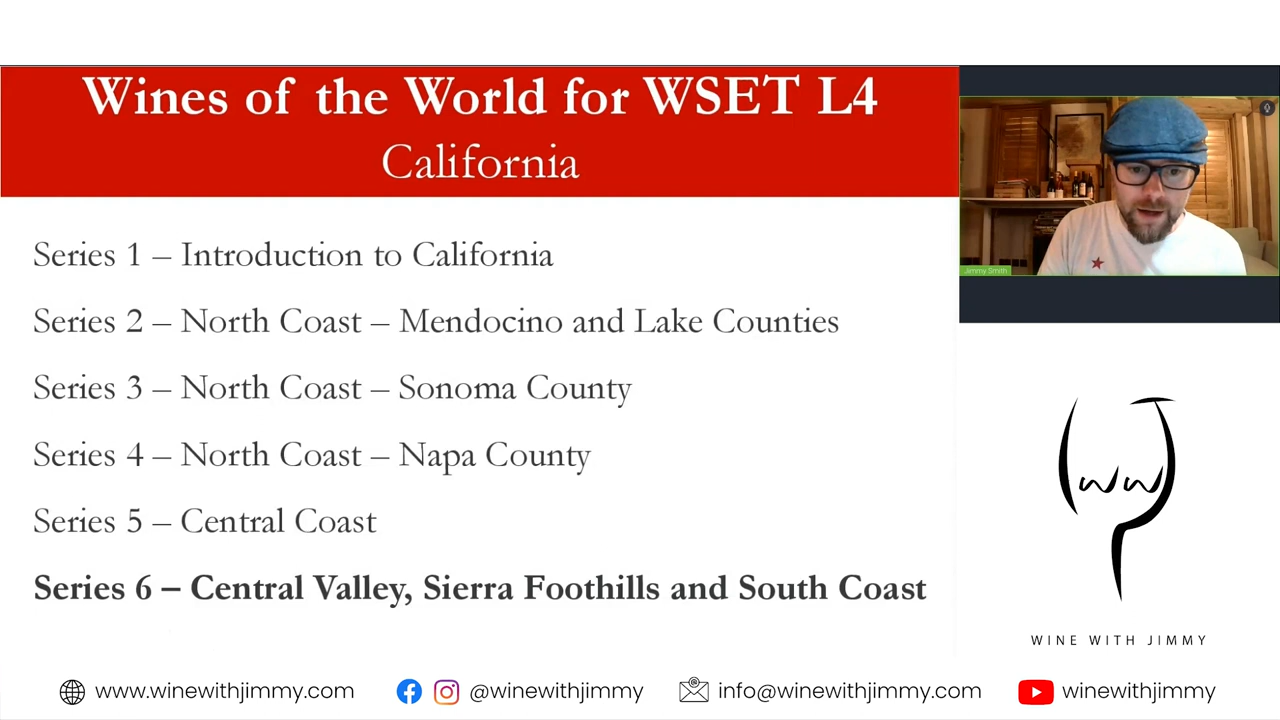 Wines of the World for WSET L4
California
Series 1 – Introduction to California
Series 2 – North Coast – Mendocino and Lake Counties
Series 3 – North Coast – Sonoma County
Series 4 – North Coast – Napa County
Series 5 – Central Coast
Series 6 – Central Valley, Sierra Foothills and South Coast
Jimmy Smith
WINE WITH JIMMY
www.winewithjimmy.com
@winewithjimmy
info@winewithjimmy.com
winewithjimmy